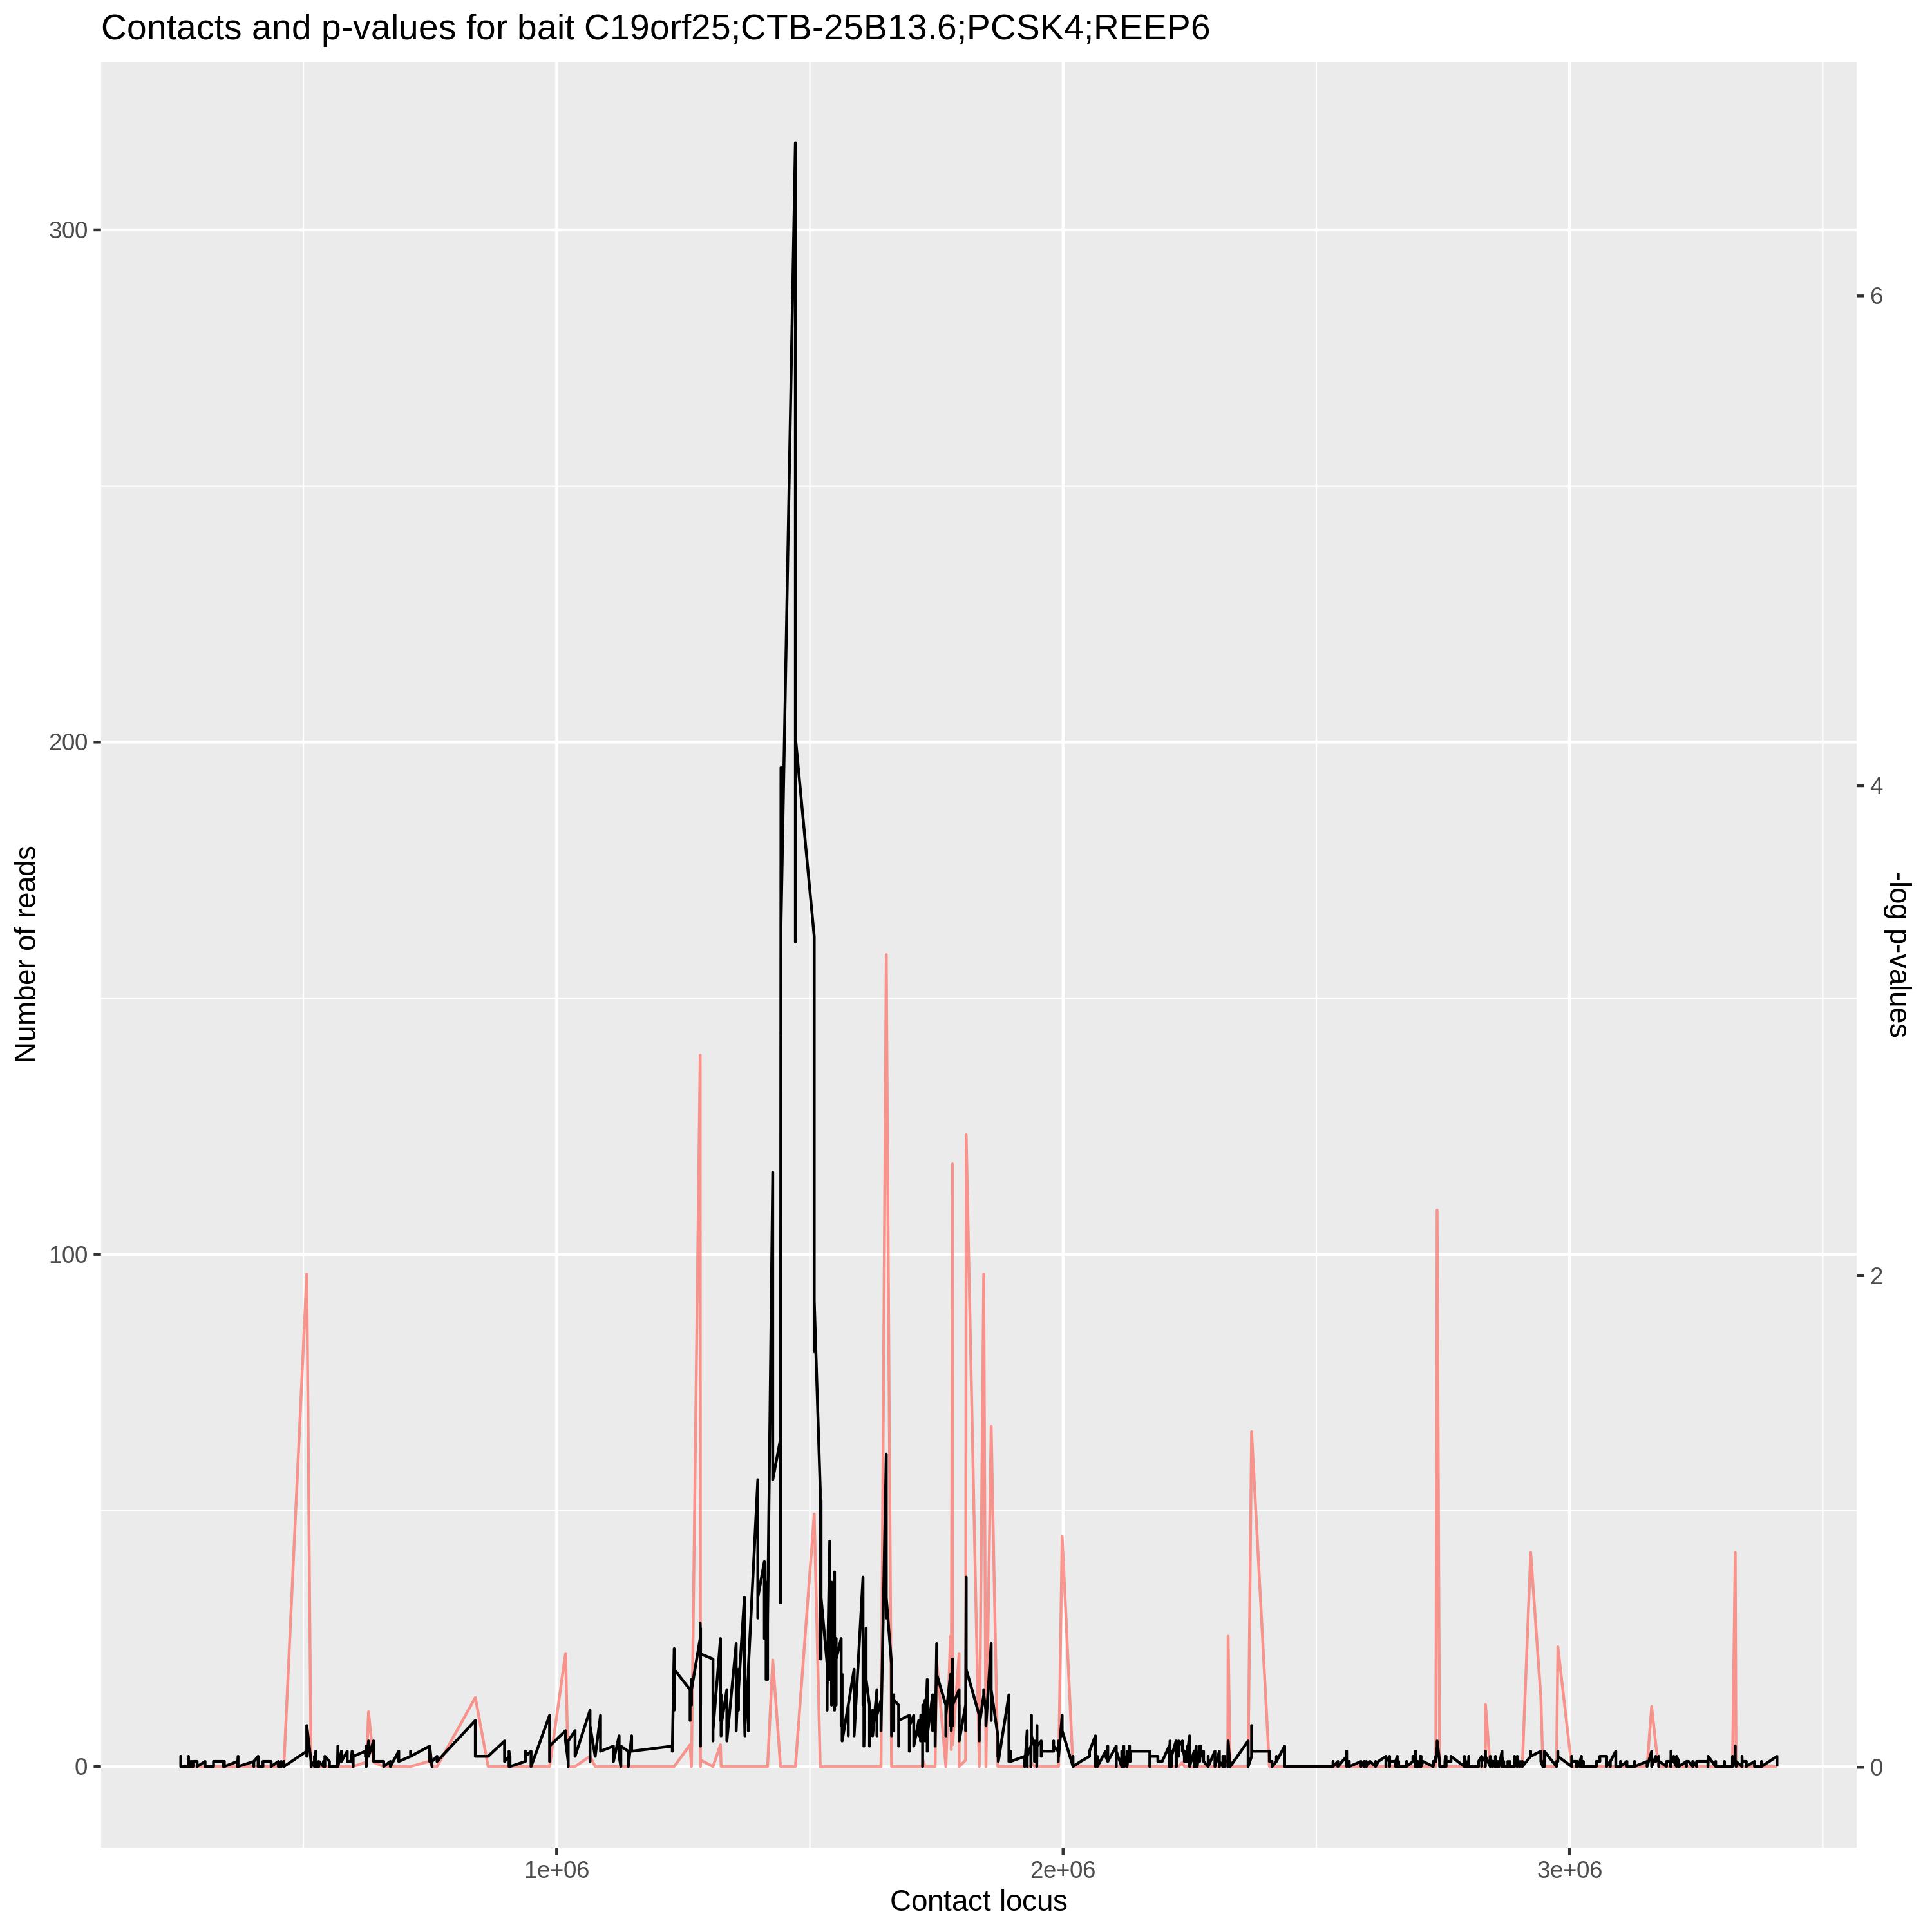 Contacts and p-values for bait C19orf25;CTB-25B13.6;PCSK4;REEP6
300
200
100
0
Number of reads
6
4
2
0
-log p-values
1e+06
2e+06
3e+06
Contact locus